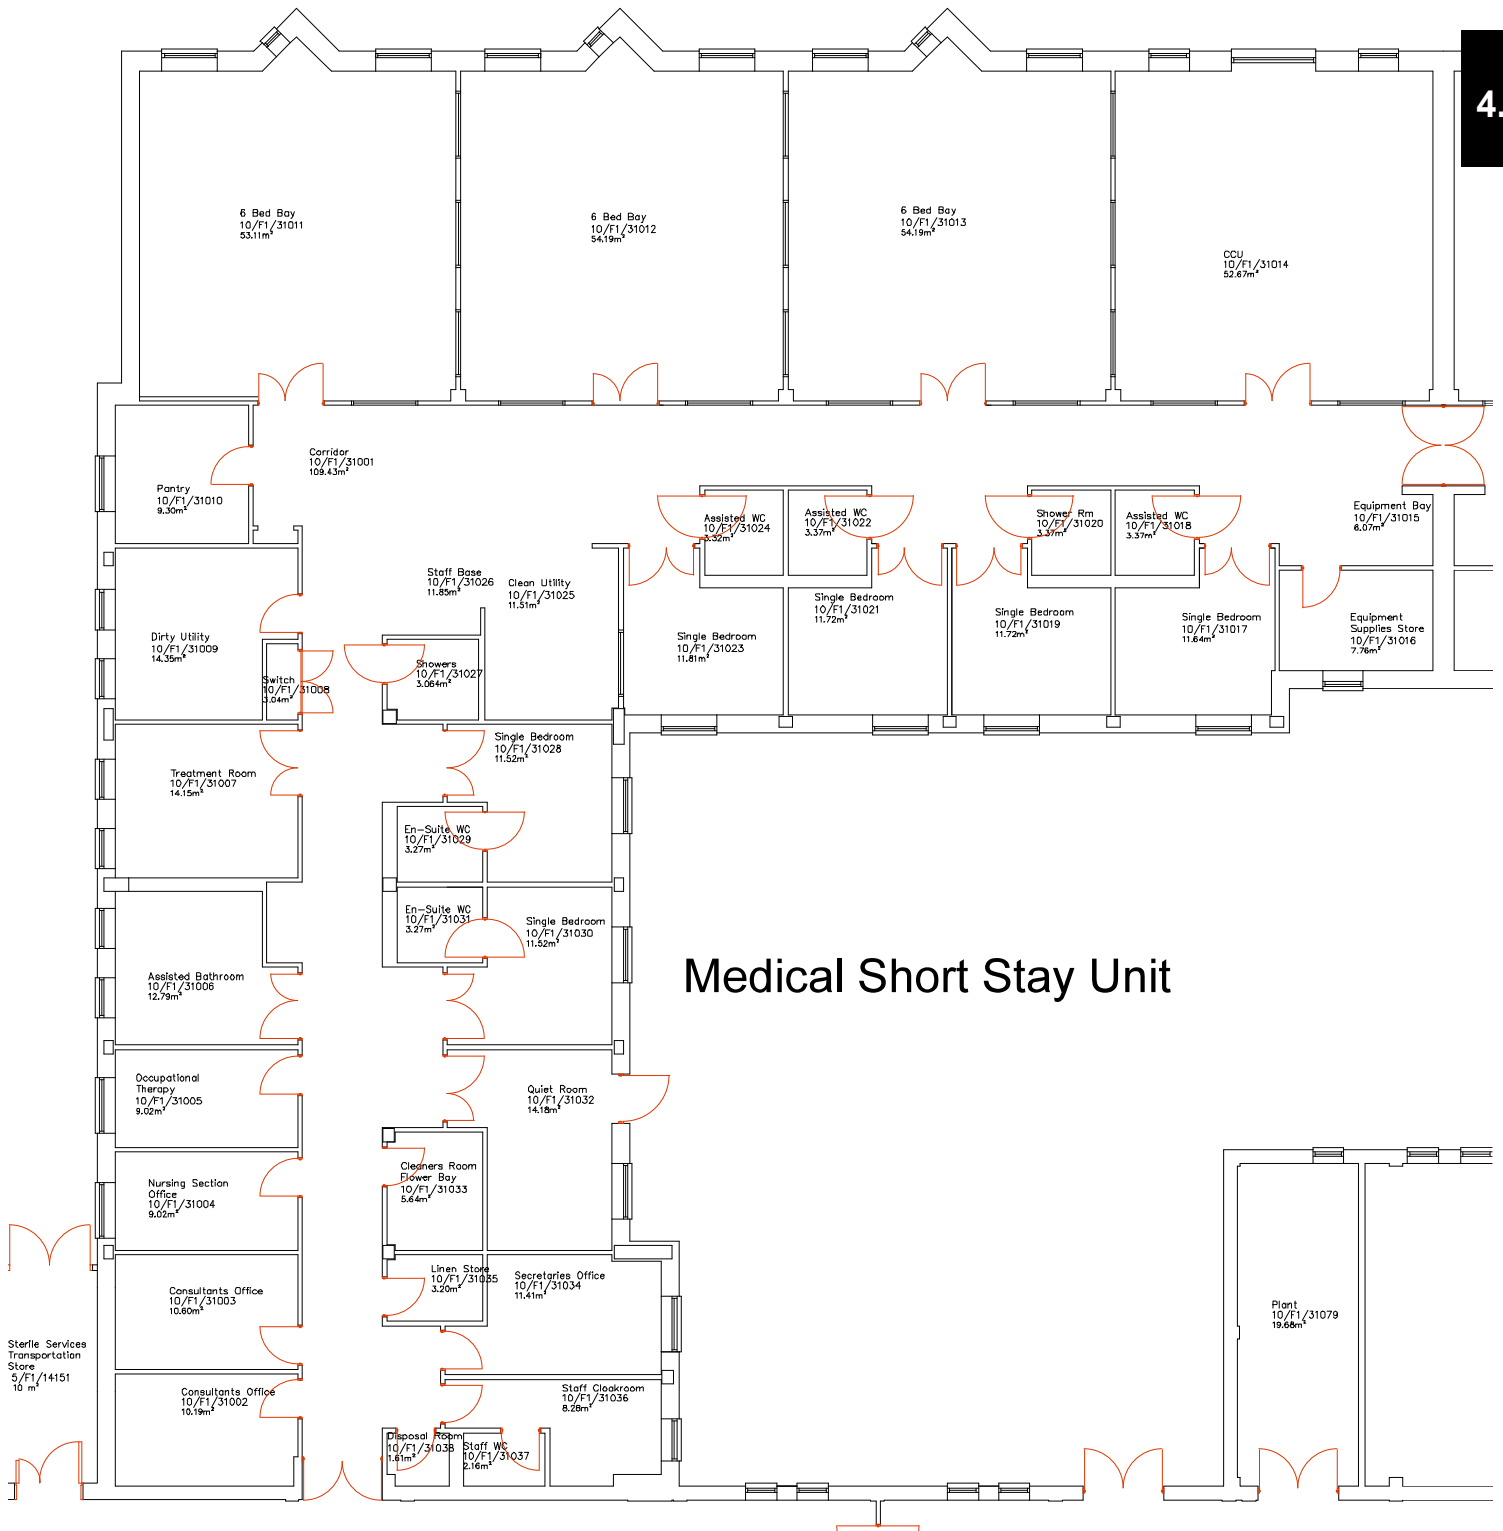 4.
6 Bed Bay
10/F1/31011
53.11m²
6 Bed Bay
10/F1/31012
54.19m²
6 Bed Bay
10/F1/31013
54.19m²
CCU
10/F1/31014
52.67m²
Corridor
10/F1/31001
109.43m²
Pantry
10/F1/31010
9.30m²
Assisted WC
10/F1/31024
3.32m²
Assisted WC
10/F1/31022
3.37m²
Shower Rm
10/F1/31020
3.37m²
Assisted WC
10/F1/31018
3.37m²
Equipment Bay
10/F1/31015
6.07m²
Staff Base
10/F1/31026
11.85m²
Clean Utility
10/F1/31025
11.51m²
Single Bedroom
10/F1/31023
11.81m²
Single Bedroom
10/F1/31021
11.72m²
Single Bedroom
10/F1/31019
11.72m²
Single Bedroom
10/F1/31017
11.64m²
Equipment
Supplies Store
10/F1/31016
7.76m²
Dirty Utility
10/F1/31009
14.35m²
Switch
10/F1/31008
3.04m²
Showers
10/F1/31027
3.064m²
Treatment Room
10/F1/31007
14.15m²
Single Bedroom
10/F1/31028
11.52m²
En-Suite WC
10/F1/31029
3.27m²
En-Suite WC
10/F1/31031
3.27m²
Single Bedroom
10/F1/31030
11.52m²
Medical Short Stay Unit
Assisted Bathroom
10/F1/31006
12.79m²
Occupational
Therapy
10/F1/31005
9.02m²
Quiet Room
10/F1/31032
14.18m²
Nursing Section
Office
10/F1/31004
9.02m²
Cleaners Room
Flower Bay
10/F1/31033
5.64m²
Consultants Office
10/F1/31003
10.60m²
Linen Store
10/F1/31035
3.20m²
Secretaries Office
10/F1/31034
11.41m²
Plant
10/F1/31079
19.68m²
Sterile Services
Transportation
Store
5/F1/14151
10 m²
Consultants Office
10/F1/31002
10.19m²
Staff Cloakroom
10/F1/31036
8.28m²
Disposal Room
10/F1/31038
1.61m²
Staff WC
10/F1/31037
2.16m²